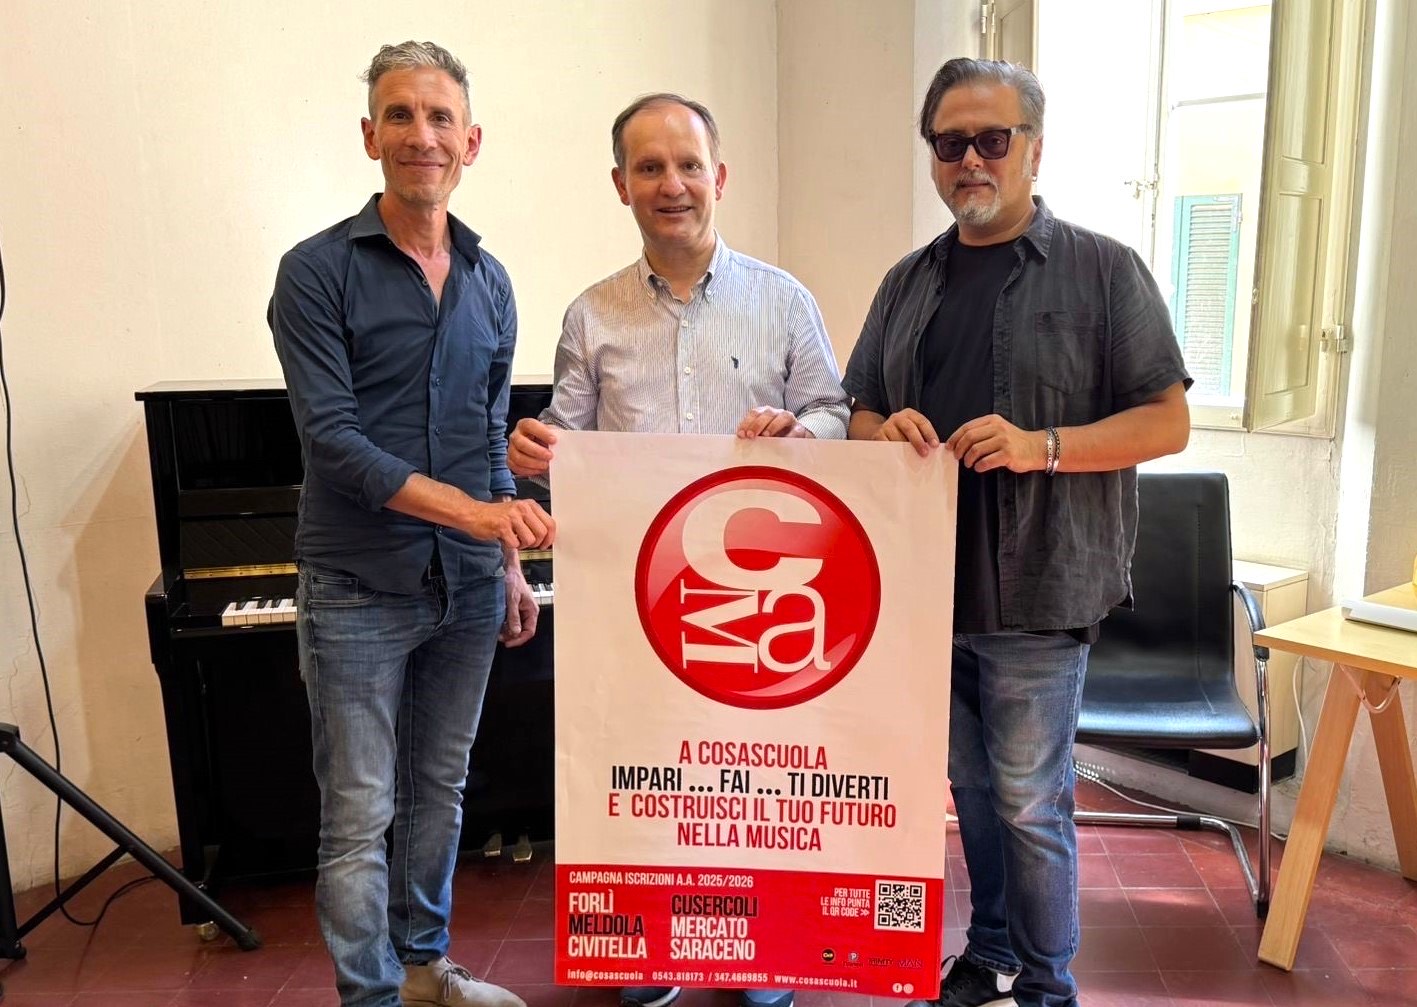 CMa
A COSASCUOLA
IMPARI ... FAI ... TI DIVERTI
E COSTRUISCI IL TUO FUTURO
NELLA MUSICA
CAMPAGNA ISCRIZIONI A.A. 2025/2026
FORLÌ
MELDOLA
CIVITELLA
CUSERCOLI
MERCATO
SARACENO
PER TUTTE
LE INFO PUNTA
IL QR CODE >>
info@cosascuola 0543.818173 / 347.4669855 www.cosascuola.it